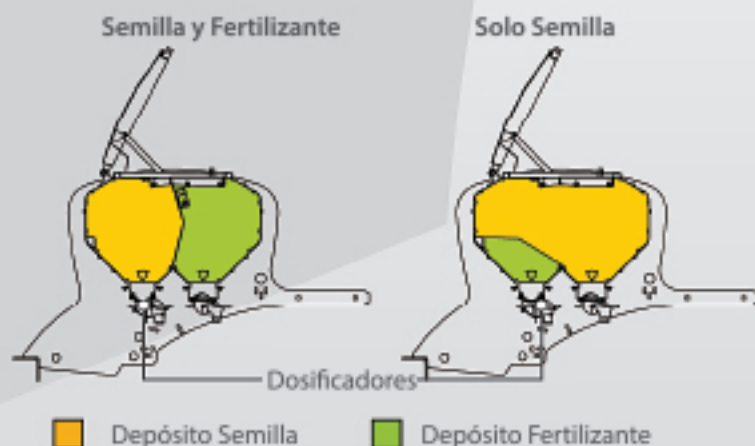 Semilla y Fertilizante
Solo Semilla
Dosificadores
Depósito Semilla
Depósito Fertilizante